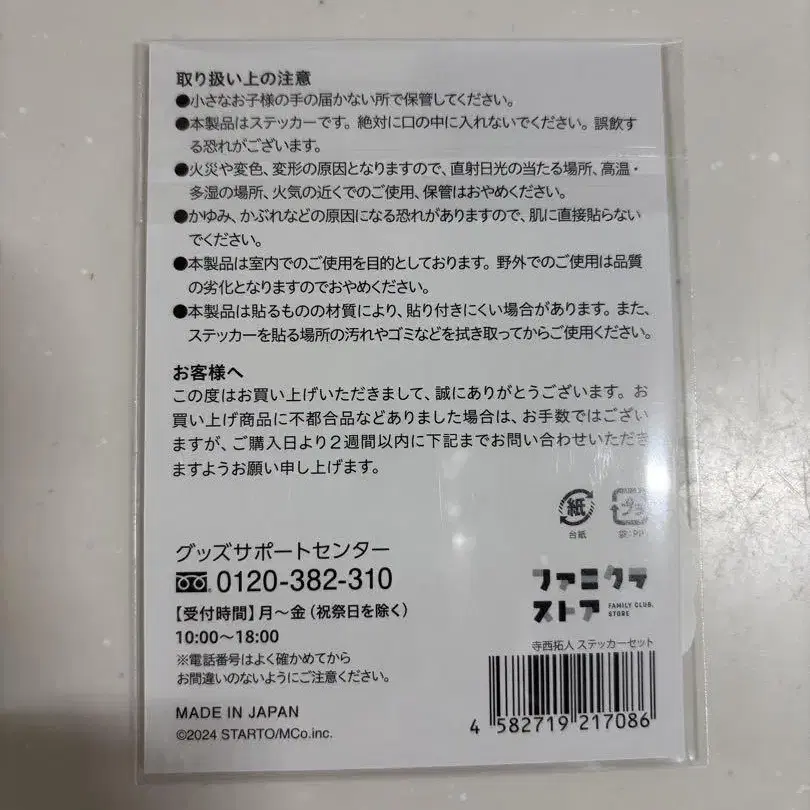 取り扱い上の注意
●小さなお子様の手の届かない所で保管してください。
●本製品はステッカーです。絶対に口の中に入れないでください。誤飲す
る恐れがございます。
●火災や変色、変形の原因となりますので、直射日光の当たる場所、高温・
多湿の場所、火気の近くでのご使用、保管はおやめください。
●かゆみ、かぶれなどの原因になる恐れがありますので、肌に直接貼らない
でください。
●本製品は室内でのご使用を目的としております。野外でのご使用は品質
の劣化となりますのでおやめください。
●本製品は貼るものの材質により、貼り付きにくい場合があります。また、
ステッカーを貼る場所の汚れやゴミなどを拭き取ってからご使用ください。
お客様へ
この度はお買い上げいただきまして、誠にありがとうございます。お
買い上げ商品に不都合品などありました場合は、お手数ではござい
ますが、ご購入日より2週間以内に下記までお問い合わせいただき
ますようお願い申し上げます。
紙
プラ
台紙
袋:PP
グッズサポートセンター
0120-382-310
【受付時間】月～金(祝祭日を除く)
10:00～18:00
※電話番号はよく確かめてから
お間違いのないようにご注意ください。
ファミクラ
ストア
FAMILY CLUB
STORE
寺西拓人 ステッカーセット
4 582719 217086
MADE IN JAPAN
©2024 STARTO/MCo.inc.